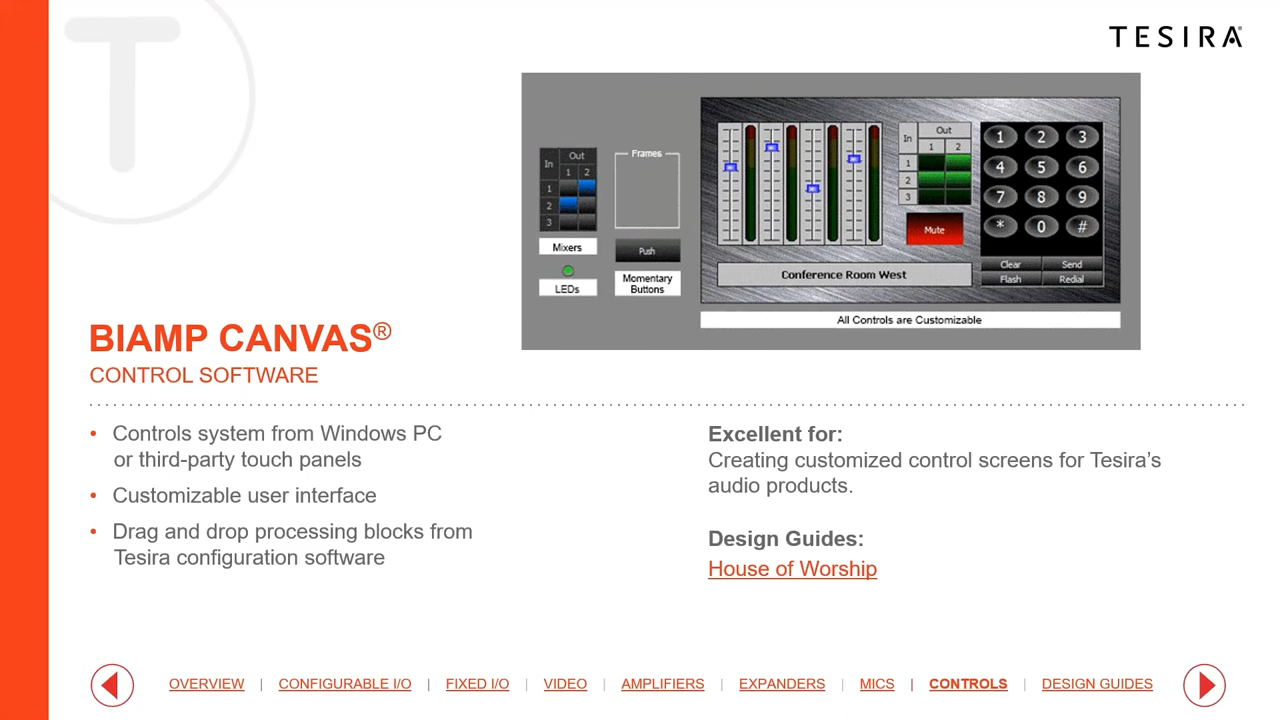 T
TESIRA®
In
Out
1 2
1
2
3
Mixers
LEDs
Frames
Push
Momentary
Buttons
In
Out
1 2
1
2
3
Mute
1 2 3
4 5 6
7 8 9
* 0 #
Clear Send
Flash Redial
Conference Room West
All Controls are Customizable
BIAMP CANVAS®
CONTROL SOFTWARE
• Controls system from Windows PC
or third-party touch panels
• Customizable user interface
• Drag and drop processing blocks from
Tesira configuration software
Excellent for:
Creating customized control screens for Tesira’s
audio products.
Design Guides:
House of Worship
OVERVIEW | CONFIGURABLE I/O | FIXED I/O | VIDEO | AMPLIFIERS | EXPANDERS | MICS | CONTROLS | DESIGN GUIDES